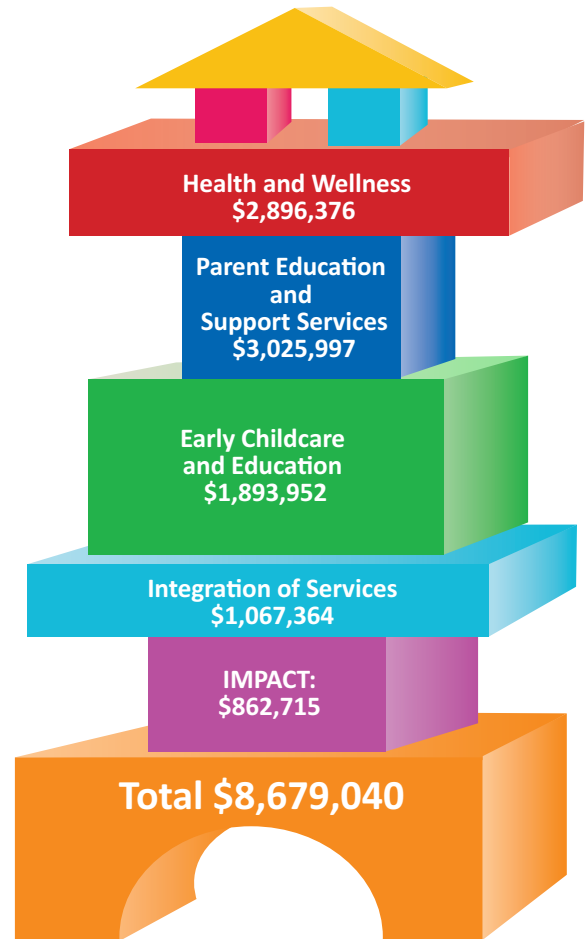 Health and Wellness
$2,896,376
Parent Education
and
Support Services
$3,025,997
Early Childcare
and Education
$1,893,952
Integration of Services
$1,067,364
IMPACT:
$862,715
Total $8,679,040